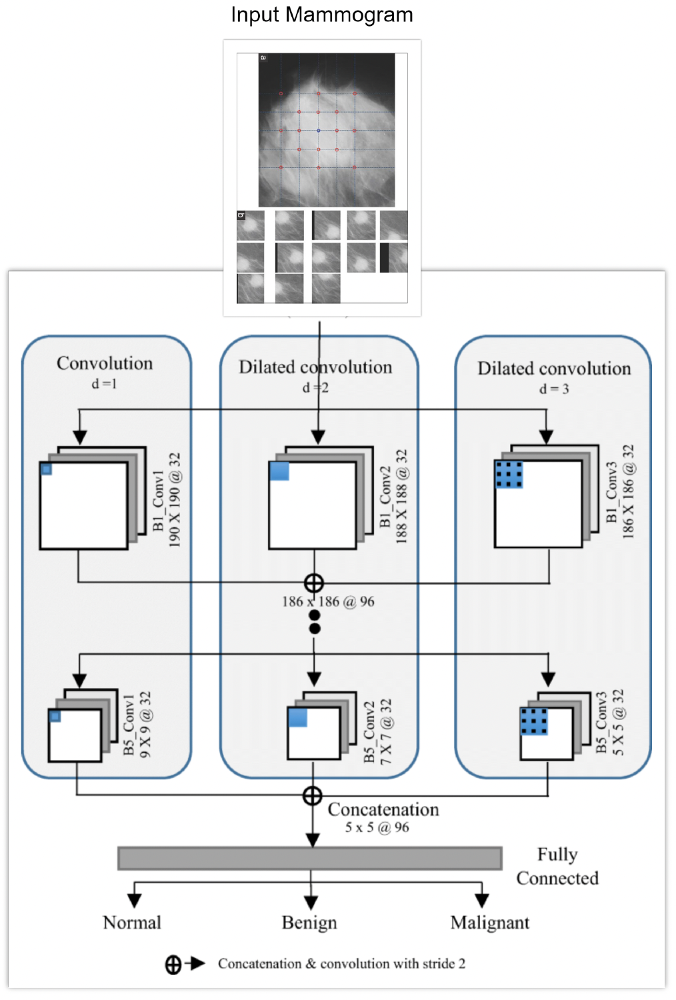 Input Mammogram
a
b
Convolution
d =1
Dilated convolution
d =2
Dilated convolution
d = 3
B1_Conv1
190 X 190 @ 32
B1_Conv2
188 X 188 @ 32
B1_Conv3
186 X 186 @ 32
186 x 186 @ 96
B5_Conv1
9 X 9 @ 32
B5_Conv2
7 X 7 @ 32
B5_Conv3
5 X 5 @ 32
Concatenation
5 x 5 @ 96
Fully
Connected
Normal
Benign
Malignant
Concatenation & convolution with stride 2